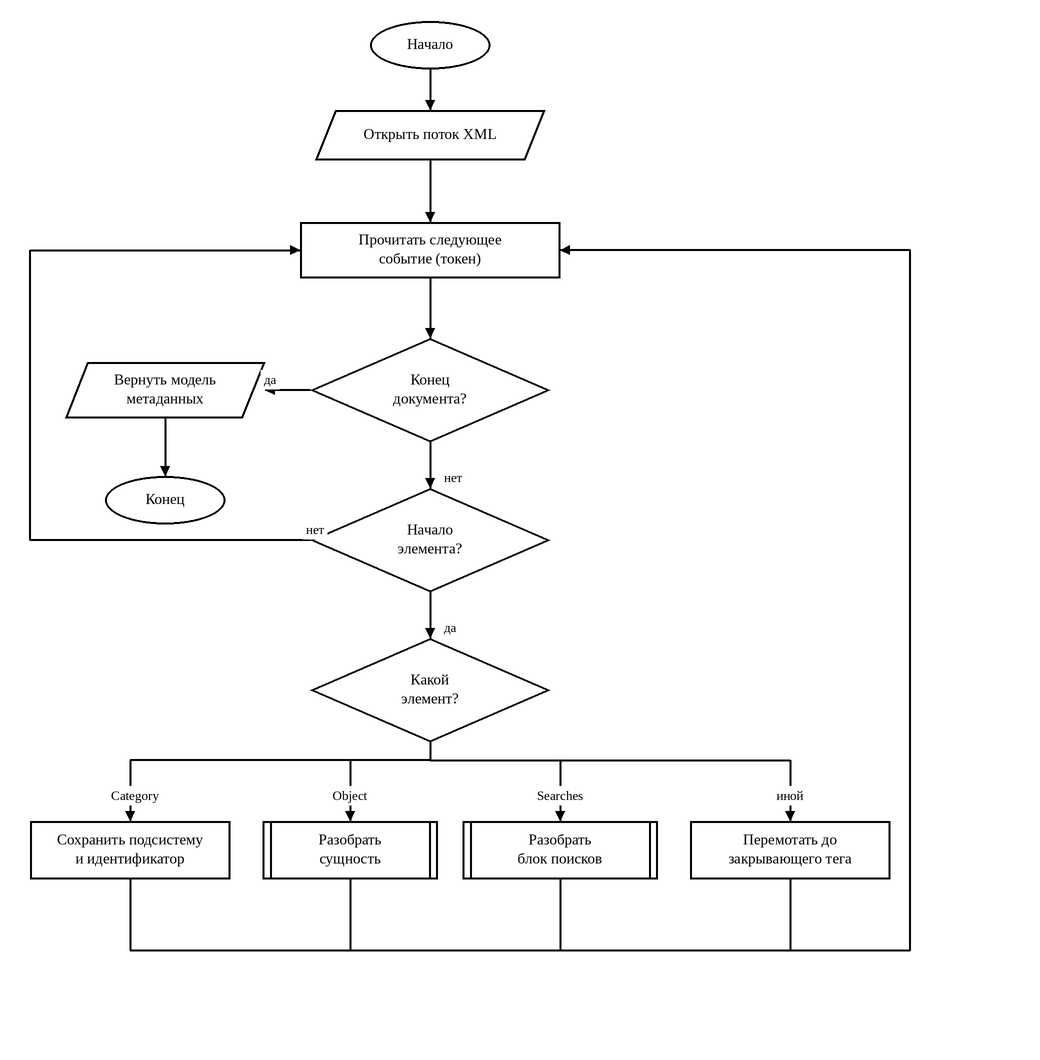 Начало
Открыть поток XML
Прочитать следующее
событие (токен)
Вернуть модель
метаданных
да
Конец
документа?
Конец
нет
нет
Начало
элемента?
да
Какой
элемент?
Category
Object
Searches
иной
Сохранить подсистему
и идентификатор
Разобрать
сущность
Разобрать
блок поисков
Перемотать до
закрывающего тега